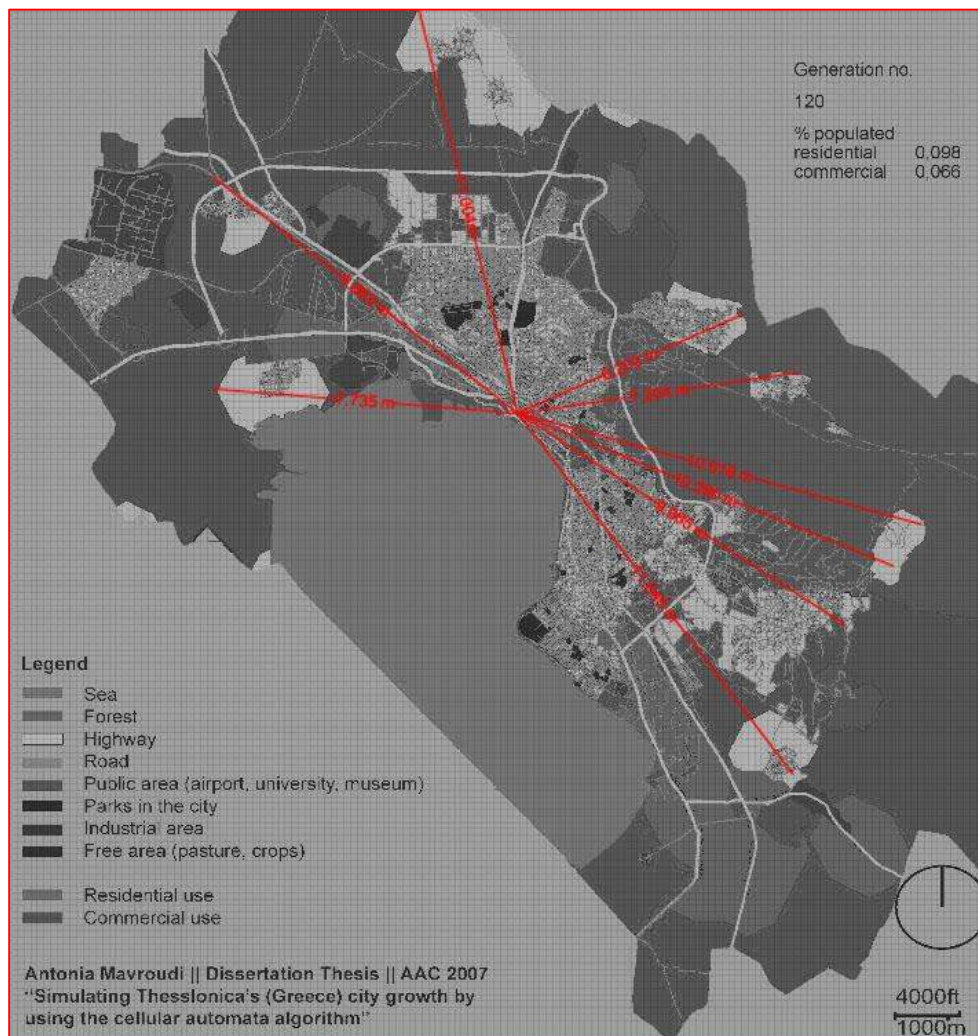 Generation no.
120
% populated
residential 0,098
commercial 0,066
7.735 m
Legend
Sea
Forest
Highway
Road
Public area (airport, university, museum)
Parks in the city
Industrial area
Free area (pasture, crops)
Residential use
Commercial use
Antonia Mavroudi || Dissertation Thesis || AAC 2007
"Simulating Thesslonica's (Greece) city growth by
using the cellular automata algorithm"
4000ft
1000m